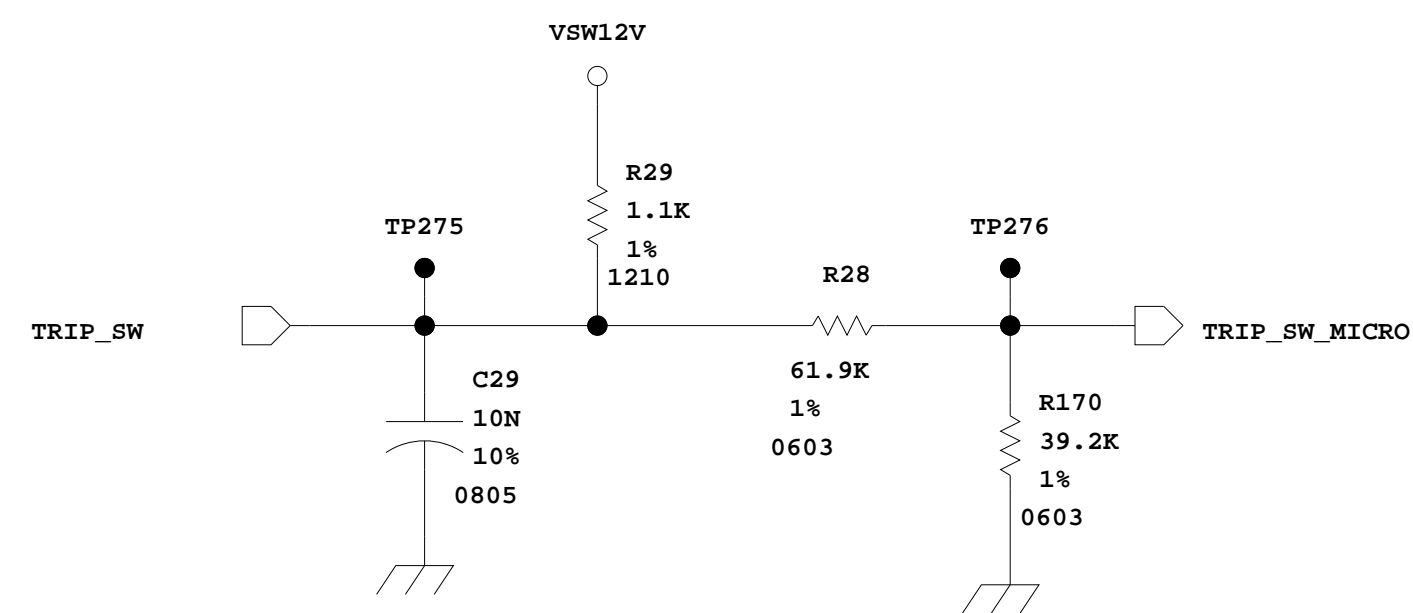 VSW12V
R29
1.1K
1%
1210
TP275
TP276
R28
TRIP_SW
TRIP_SW_MICRO
61.9K
1%
0603
C29
10N
10%
0805
R170
39.2K
1%
0603